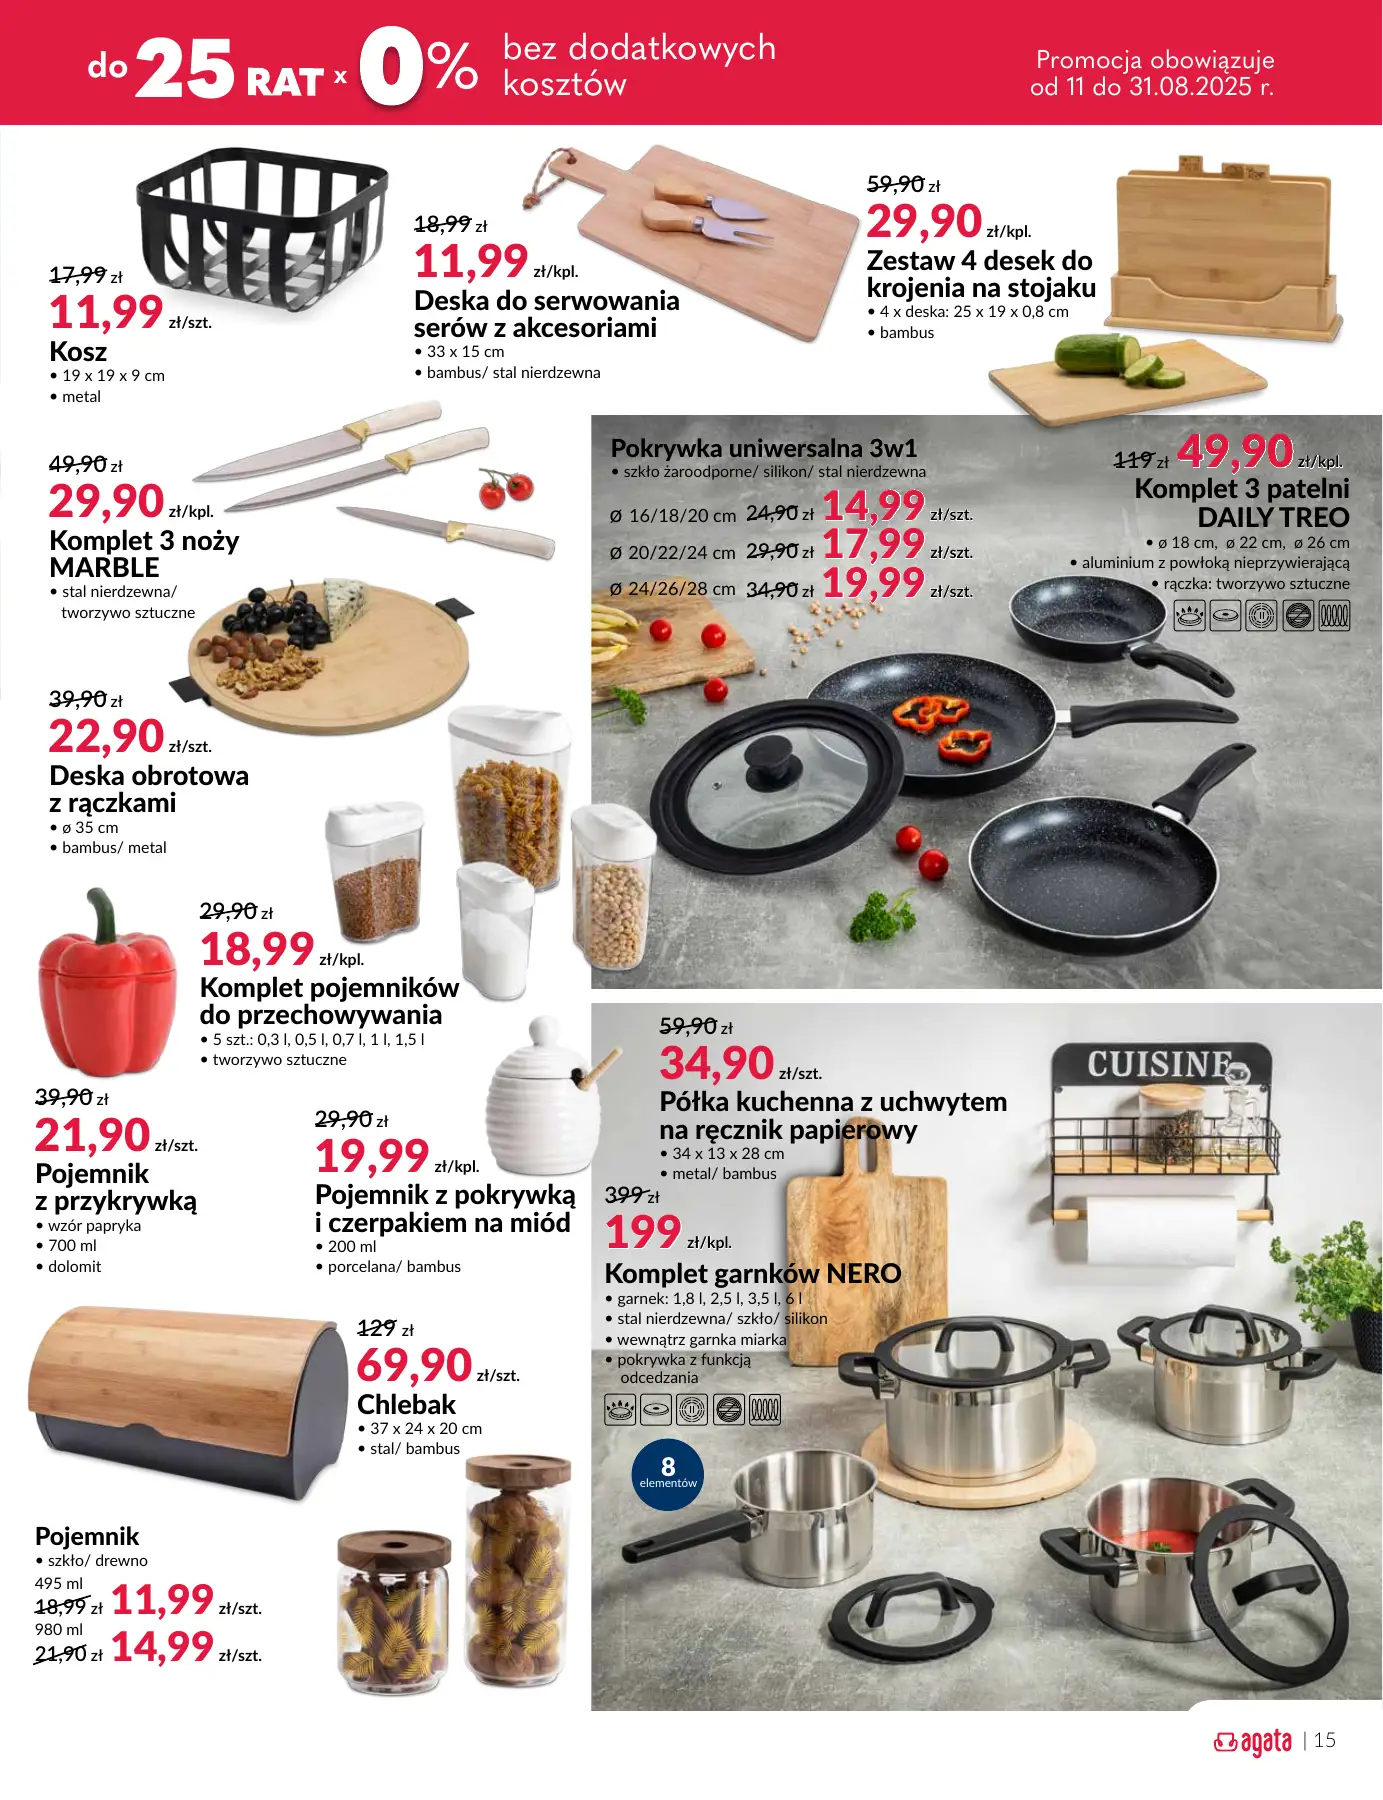 do 25 RAT x 0%
bez dodatkowych
kosztów
Promocja obowiązuje
od 11 do 31.08.2025 r.
17,99 zł
11,99 zł/szt.
Kosz
• 19 x 19 x 9 cm
• metal
18,99 zł
11,99 zł/kpl.
Deska do serwowania
serów z akcesoriami
• 33 x 15 cm
• bambus/ stal nierdzewna
59,90 zł
29,90 zł/kpl.
Zestaw 4 desek do
krojenia na stojaku
• 4 x deska: 25 x 19 x 0,8 cm
• bambus
49,90 zł
29,90 zł/kpl.
Komplet 3 noży
MARBLE
• stal nierdzewna/
tworzywo sztuczne
Pokrywka uniwersalna 3w1
• szkło żaroodporne/ silikon/ stal nierdzewna
ø 16/18/20 cm 24,90 zł 14,99 zł/szt.
ø 20/22/24 cm 29,90 zł 17,99 zł/szt.
ø 24/26/28 cm 34,90 zł 19,99 zł/szt.
119 zł 49,90 zł/kpl.
Komplet 3 patelni
DAILY TREO
• ø 18 cm, ø 22 cm, ø 26 cm
• aluminium z powłoką nieprzywierającą
• rączka: tworzywo sztuczne
39,90 zł
22,90 zł/szt.
Deska obrotowa
z rączkami
• ø 35 cm
• bambus/ metal
29,90 zł
18,99 zł/kpl.
Komplet pojemników
do przechowywania
• 5 szt.: 0,3 l, 0,5 l, 0,7 l, 1 l, 1,5 l
• tworzywo sztuczne
39,90 zł
21,90 zł/szt.
Pojemnik
z przykrywką
• wzór papryka
• 700 ml
• dolomit
29,90 zł
19,99 zł/kpl.
Pojemnik z pokrywką
i czerpakiem na miód
• 200 ml
• porcelana/ bambus
59,90 zł
34,90 zł/szt.
Półka kuchenna z uchwytem
na ręcznik papierowy
• 34 x 13 x 28 cm
• metal/ bambus
CUISINE
399 zł
199 zł/kpl.
Komplet garnków NERO
• garnek: 1,8 l, 2,5 l, 3,5 l, 6 l
• stal nierdzewna/ szkło/ silikon
• wewnątrz garnka miarka
• pokrywka z funkcją
odcedzania
8
elementów
129 zł
69,90 zł/szt.
Chlebak
• 37 x 24 x 20 cm
• stal/ bambus
Pojemnik
• szkło/ drewno
495 ml
18,99 zł 11,99 zł/szt.
980 ml
21,90 zł 14,99 zł/szt.
agata | 15